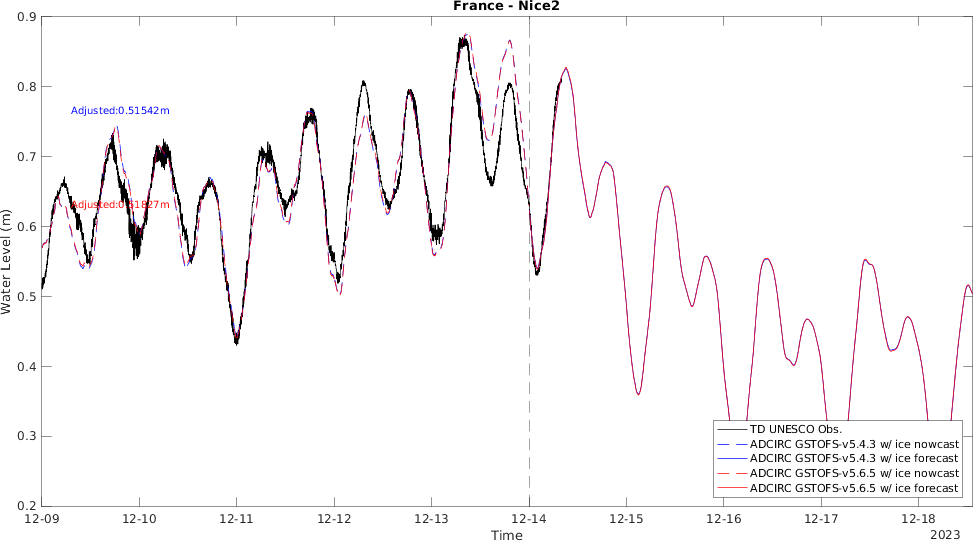 France - Nice2
0.9
0.8
0.7
0.6
0.5
0.4
0.3
0.2
Water Level (m)
Adjusted:0.51542m
Adjusted:0.51827m
TD UNESCO Obs.
ADCIRC GSTOFS-v5.4.3 w/ ice nowcast
ADCIRC GSTOFS-v5.4.3 w/ ice forecast
ADCIRC GSTOFS-v5.6.5 w/ ice nowcast
ADCIRC GSTOFS-v5.6.5 w/ ice forecast
12-09 12-10 12-11 12-12 12-13 12-14 12-15 12-16 12-17 12-18
Time
2023